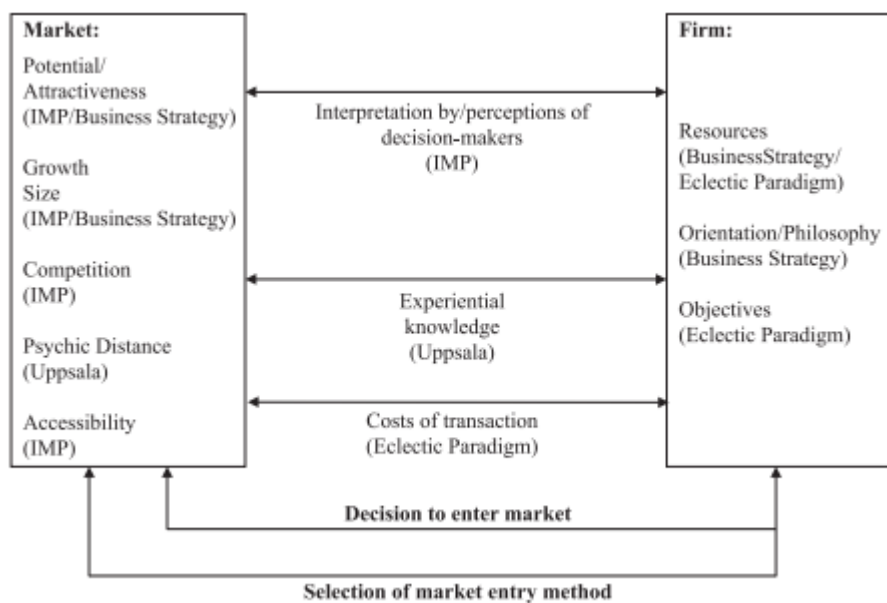 Market:
Potential/
Attractiveness
(IMP/Business Strategy)
Growth
Size
(IMP/Business Strategy)
Competition
(IMP)
Psychic Distance
(Uppsala)
Accessibility
(IMP)
Interpretation by/perceptions of
decision-makers
(IMP)
Experiential
knowledge
(Uppsala)
Costs of transaction
(Eclectic Paradigm)
Firm:
Resources
(BusinessStrategy/
Eclectic Paradigm)
Orientation/Philosophy
(Business Strategy)
Objectives
(Eclectic Paradigm)
Decision to enter market
Selection of market entry method